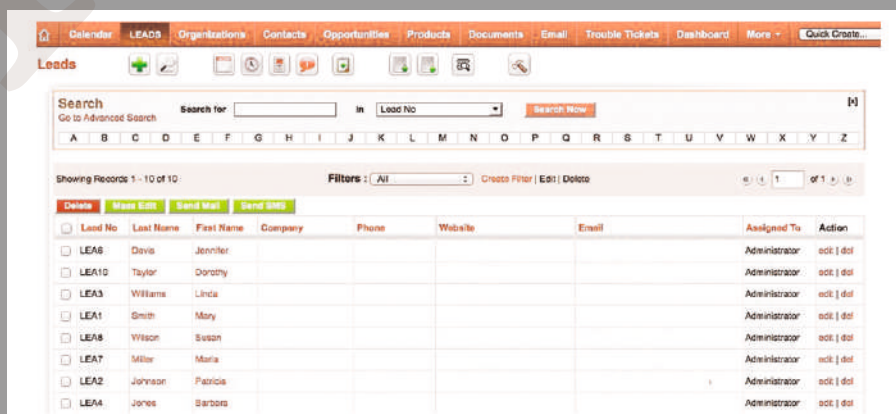 Calendar LEADS Organizations Contacts Opportunities Products Documents Email Trouble Tickets Dashboard More Quick Create...
Leads
Search
Go to Advanced Search
Search for In Lead No Search Now
A B C D E F G H I J K L M N O P Q R S T U V W X Y Z
Showing Records 1 - 10 of 10 Filters : All Create Filter | Edit | Delete 1 of 1
Delete Mass Edit Send Mail Send SMS
Lead No Last Name First Name Company Phone Website Email Assigned To Action
LEA6 Davis Jennifer Administrator edit | del
LEA10 Taylor Dorothy Administrator edit | del
LEA3 Williams Linda Administrator edit | del
LEA1 Smith Mary Administrator edit | del
LEA8 Wilson Susan Administrator edit | del
LEA7 Miller Maria Administrator edit | del
LEA2 Johnson Patricia Administrator edit | del
LEA4 Jones Barbara Administrator edit | del